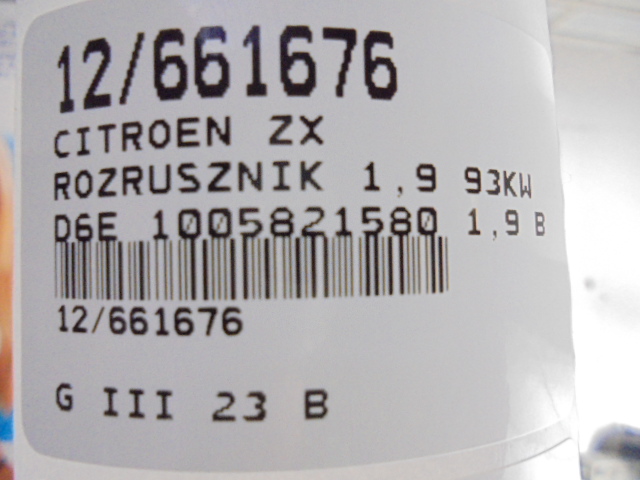 12/661676
CITROEN ZX
ROZRUSZNIK 1,9 93KW
D6E 1005821580 1,9 B
12/661676
G III 23 B